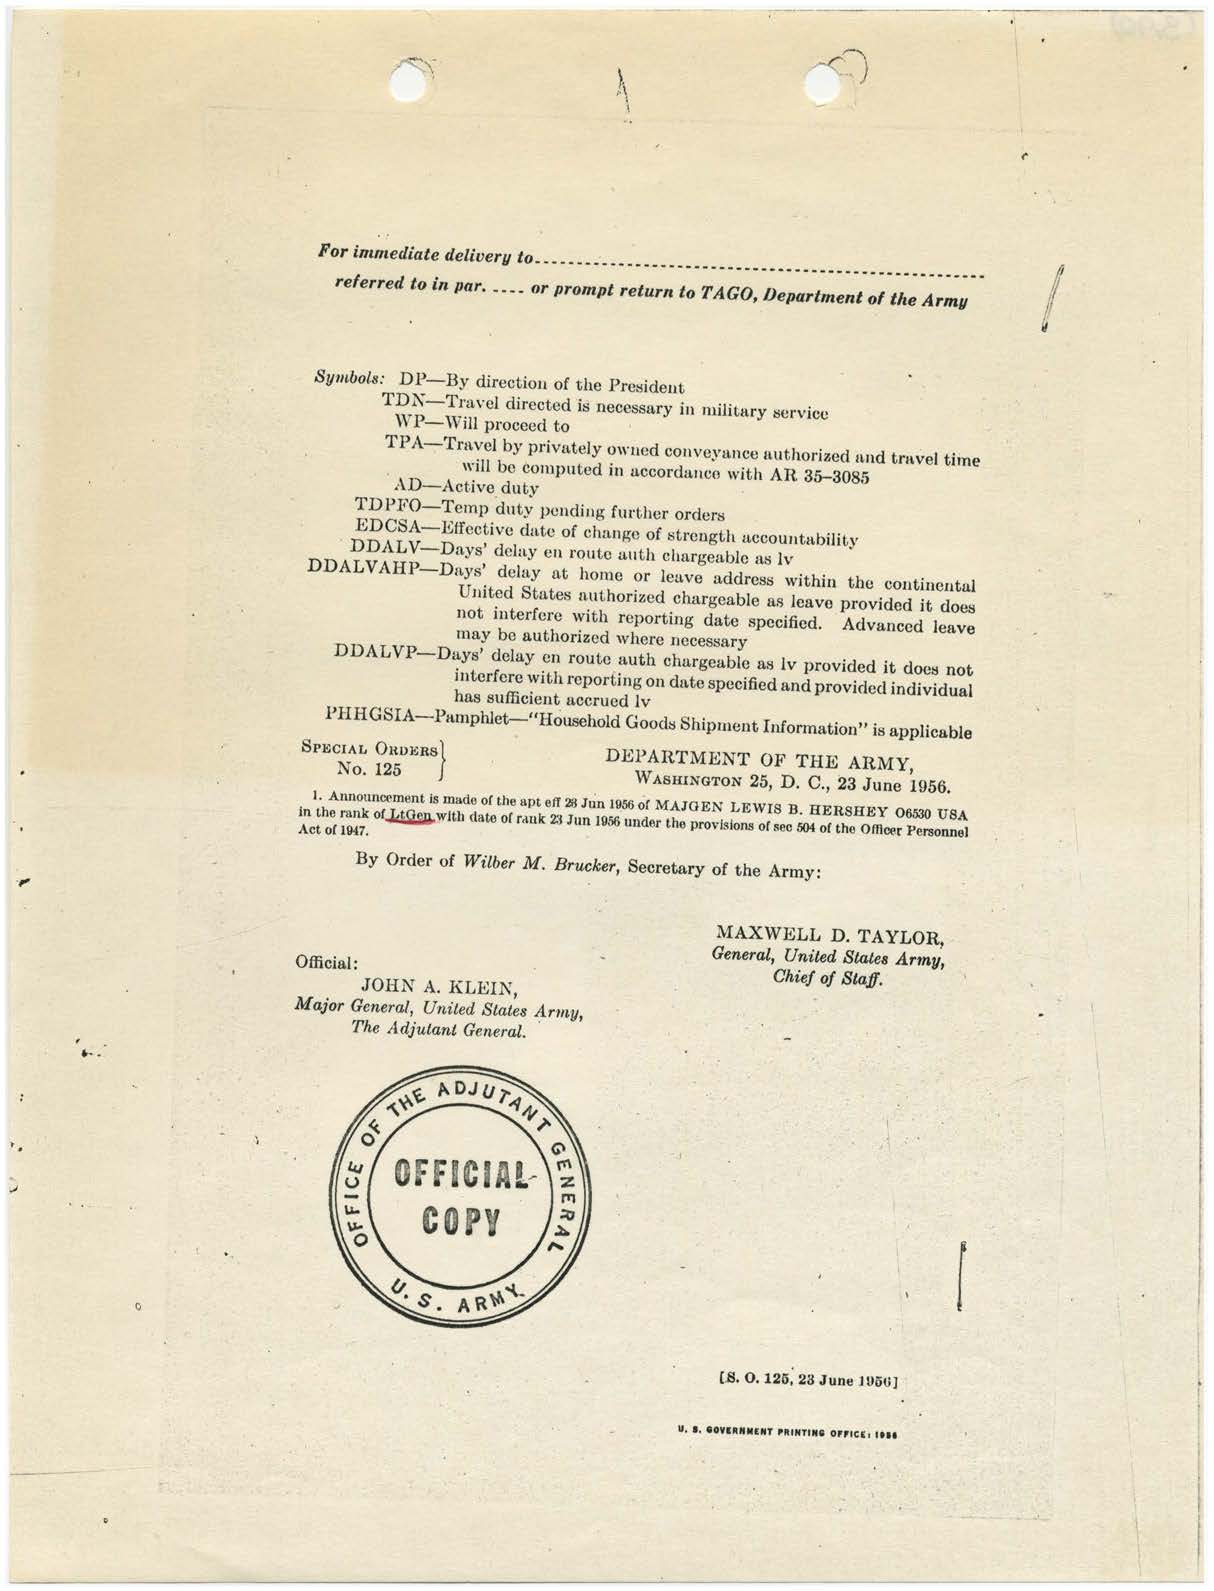 For immediate delivery to
referred to in par. .... or prompt return to TAGO, Department of the Army
Symbols: DP—By direction of the President
TDN—Travel directed is necessary in military service
WP—Will proceed to
TPA—Travel by privately owned conveyance authorized and travel time
will be computed in accordance with AR 35-3085
AD—Active duty
TDPFO—Temp duty pending further orders
EDCSA—Effective date of change of strength accountability
DDALV—Days' delay en route auth chargeable as lv
DDALVAHP—Days' delay at home or leave address within the continental
United States authorized chargeable as leave provided it does
not interfere with reporting date specified. Advanced leave
may be authorized where necessary
DDALVP—Days' delay en route auth chargeable as lv provided it does not
interfere with reporting on date specified and provided individual
has sufficient accrued lv
PHHGSIA—Pamphlet—"Household Goods Shipment Information" is applicable
SPECIAL ORDERS
No. 125
DEPARTMENT OF THE ARMY,
WASHINGTON 25, D. C., 23 June 1956.
1. Announcement is made of the apt eff 23 Jun 1956 of MAJGEN LEWIS B. HERSHEY O6530 USA
in the rank of LtGen with date of rank 23 Jun 1956 under the provisions of sec 504 of the Officer Personnel
Act of 1947.
By Order of Wilber M. Brucker, Secretary of the Army:
MAXWELL D. TAYLOR,
General, United States Army,
Chief of Staff.
Official:
JOHN A. KLEIN,
Major General, United States Army,
The Adjutant General.
OFFICE OF THE ADJUTANT GENERAL
OFFICIAL
COPY
U. S. ARMY
[S. O. 125, 23 June 1956]
U. S. GOVERNMENT PRINTING OFFICE: 1956